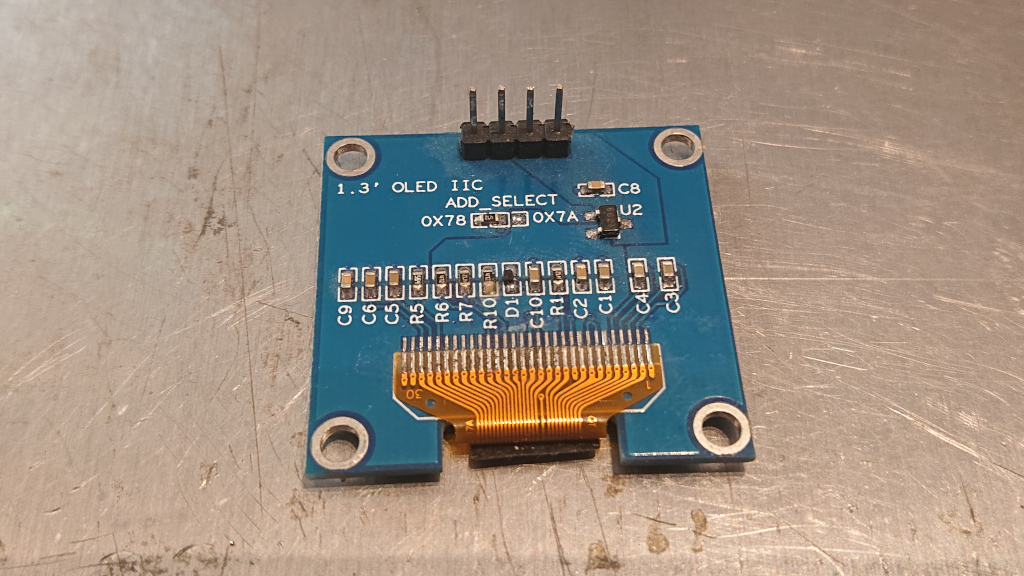 1.3' OLED IIC
C8
ADD_SELECT
0X78
0X7A
U2
C9
C6
C5
R5
R6
R7
R10
D1
C10
R1
C2
C1
C4
C3
30
1